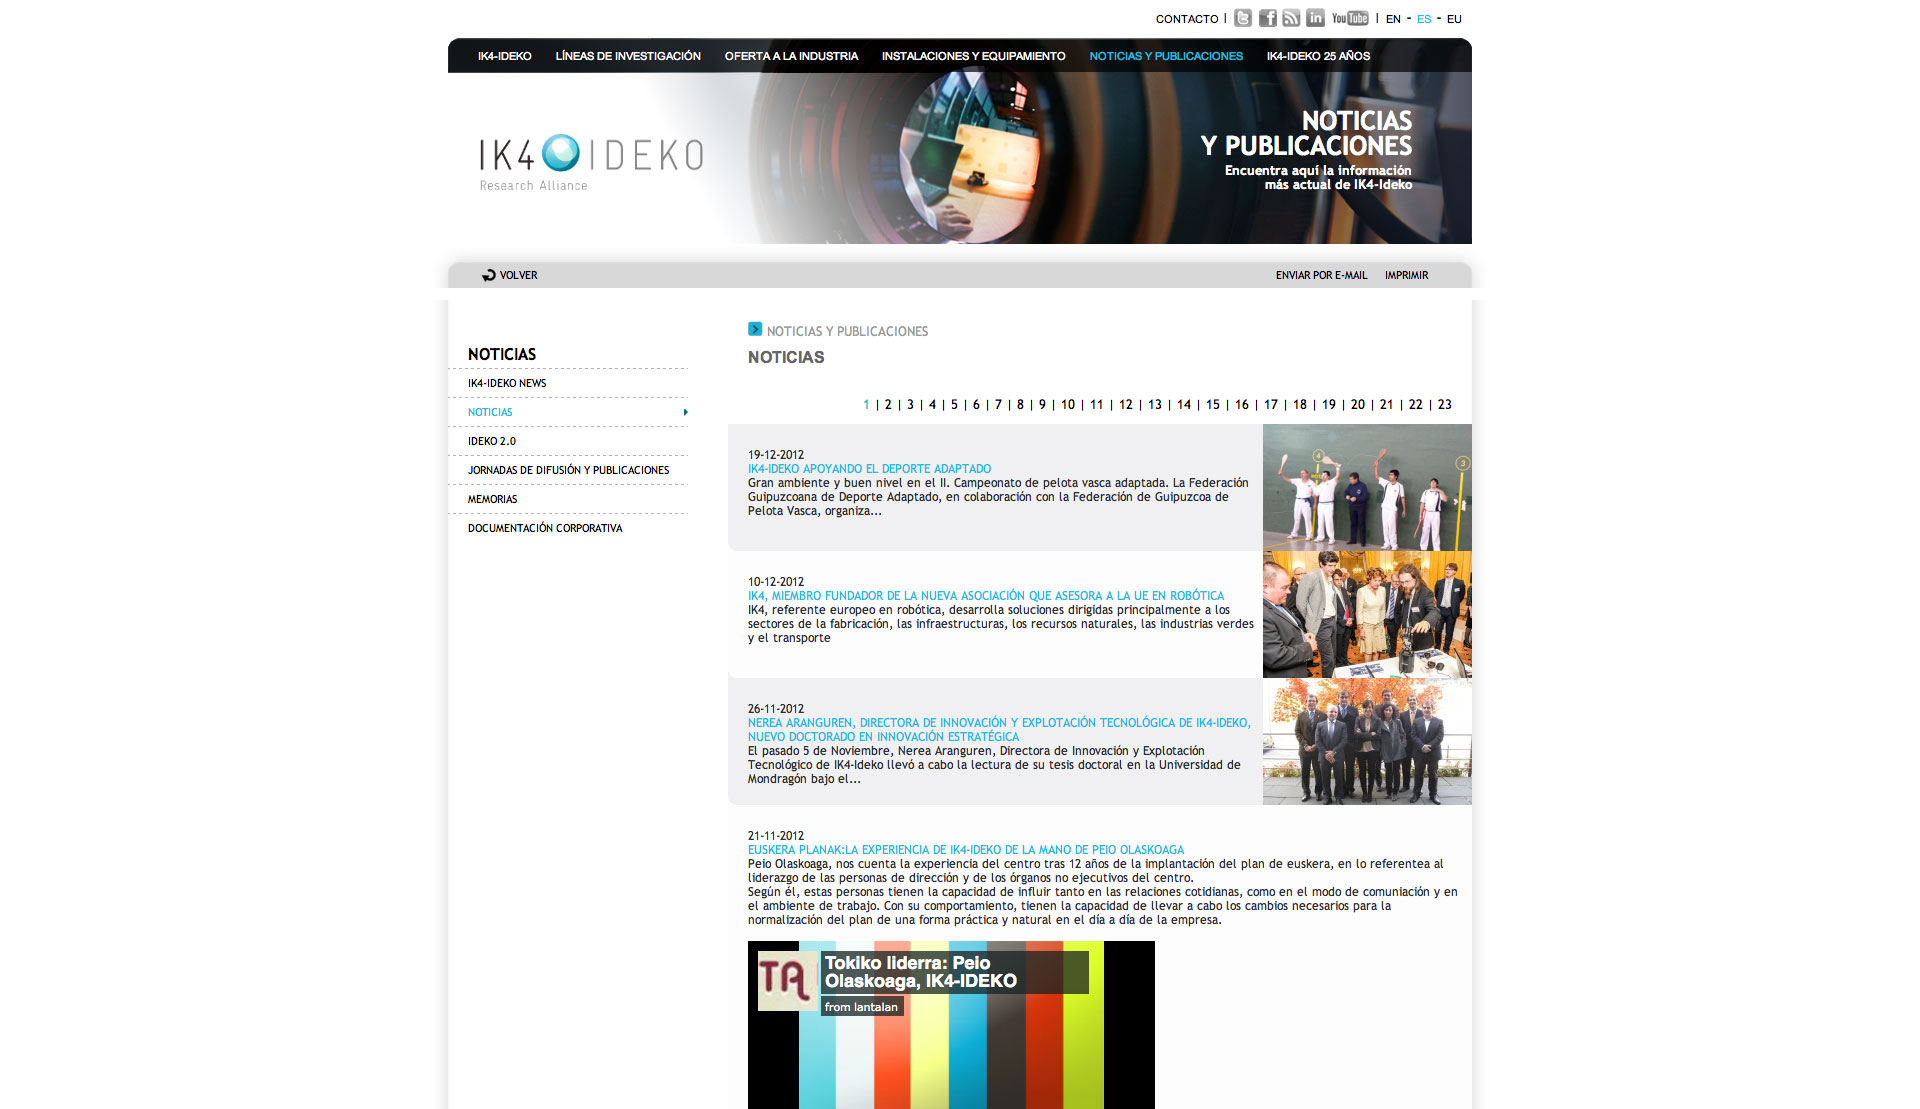 CONTACTO | You Tube | EN - ES - EU
IK4-IDEKO LÍNEAS DE INVESTIGACIÓN OFERTA A LA INDUSTRIA INSTALACIONES Y EQUIPAMIENTO NOTICIAS Y PUBLICACIONES IK4-IDEKO 25 AÑOS
IK4 IDEKO
Research Alliance
NOTICIAS
Y PUBLICACIONES
Encuentra aquí la información
más actual de IK4-Ideko
VOLVER
ENVIAR POR E-MAIL IMPRIMIR
NOTICIAS
IK4-IDEKO NEWS
NOTICIAS
IDEKO 2.0
JORNADAS DE DIFUSIÓN Y PUBLICACIONES
MEMORIAS
DOCUMENTACIÓN CORPORATIVA
NOTICIAS Y PUBLICACIONES
NOTICIAS
1 | 2 | 3 | 4 | 5 | 6 | 7 | 8 | 9 | 10 | 11 | 12 | 13 | 14 | 15 | 16 | 17 | 18 | 19 | 20 | 21 | 22 | 23
19-12-2012
IK4-IDEKO APOYANDO EL DEPORTE ADAPTADO
Gran ambiente y buen nivel en el II. Campeonato de pelota vasca adaptada. La Federación
Guipuzcoana de Deporte Adaptado, en colaboración con la Federación de Guipuzcoa de
Pelota Vasca, organiza...
4
3
10-12-2012
IK4, MIEMBRO FUNDADOR DE LA NUEVA ASOCIACIÓN QUE ASESORA A LA UE EN ROBÓTICA
IK4, referente europeo en robótica, desarrolla soluciones dirigidas principalmente a los
sectores de la fabricación, las infraestructuras, los recursos naturales, las industrias verdes
y el transporte
26-11-2012
NEREA ARANGUREN, DIRECTORA DE INNOVACIÓN Y EXPLOTACIÓN TECNOLÓGICA DE IK4-IDEKO,
NUEVO DOCTORADO EN INNOVACIÓN ESTRATÉGICA
El pasado 5 de Noviembre, Nerea Aranguren, Directora de Innovación y Explotación
Tecnológico de IK4-Ideko llevó a cabo la lectura de su tesis doctoral en la Universidad de
Mondragón bajo el...
21-11-2012
EUSKERA PLANAK:LA EXPERIENCIA DE IK4-IDEKO DE LA MANO DE PEIO OLASKOAGA
Peio Olaskoaga, nos cuenta la experiencia del centro tras 12 años de la implantación del plan de euskera, en lo referentea al
liderazgo de las personas de dirección y de los órganos no ejecutivos del centro.
Según él, estas personas tienen la capacidad de influir tanto en las relaciones cotidianas, como en el modo de comuniación y en
el ambiente de trabajo. Con su comportamiento, tienen la capacidad de llevar a cabo los cambios necesarios para la
normalización del plan de una forma práctica y natural en el día a día de la empresa.
TA
Tokiko liderra: Peio
Olaskoaga, IK4-IDEKO
from lantalan